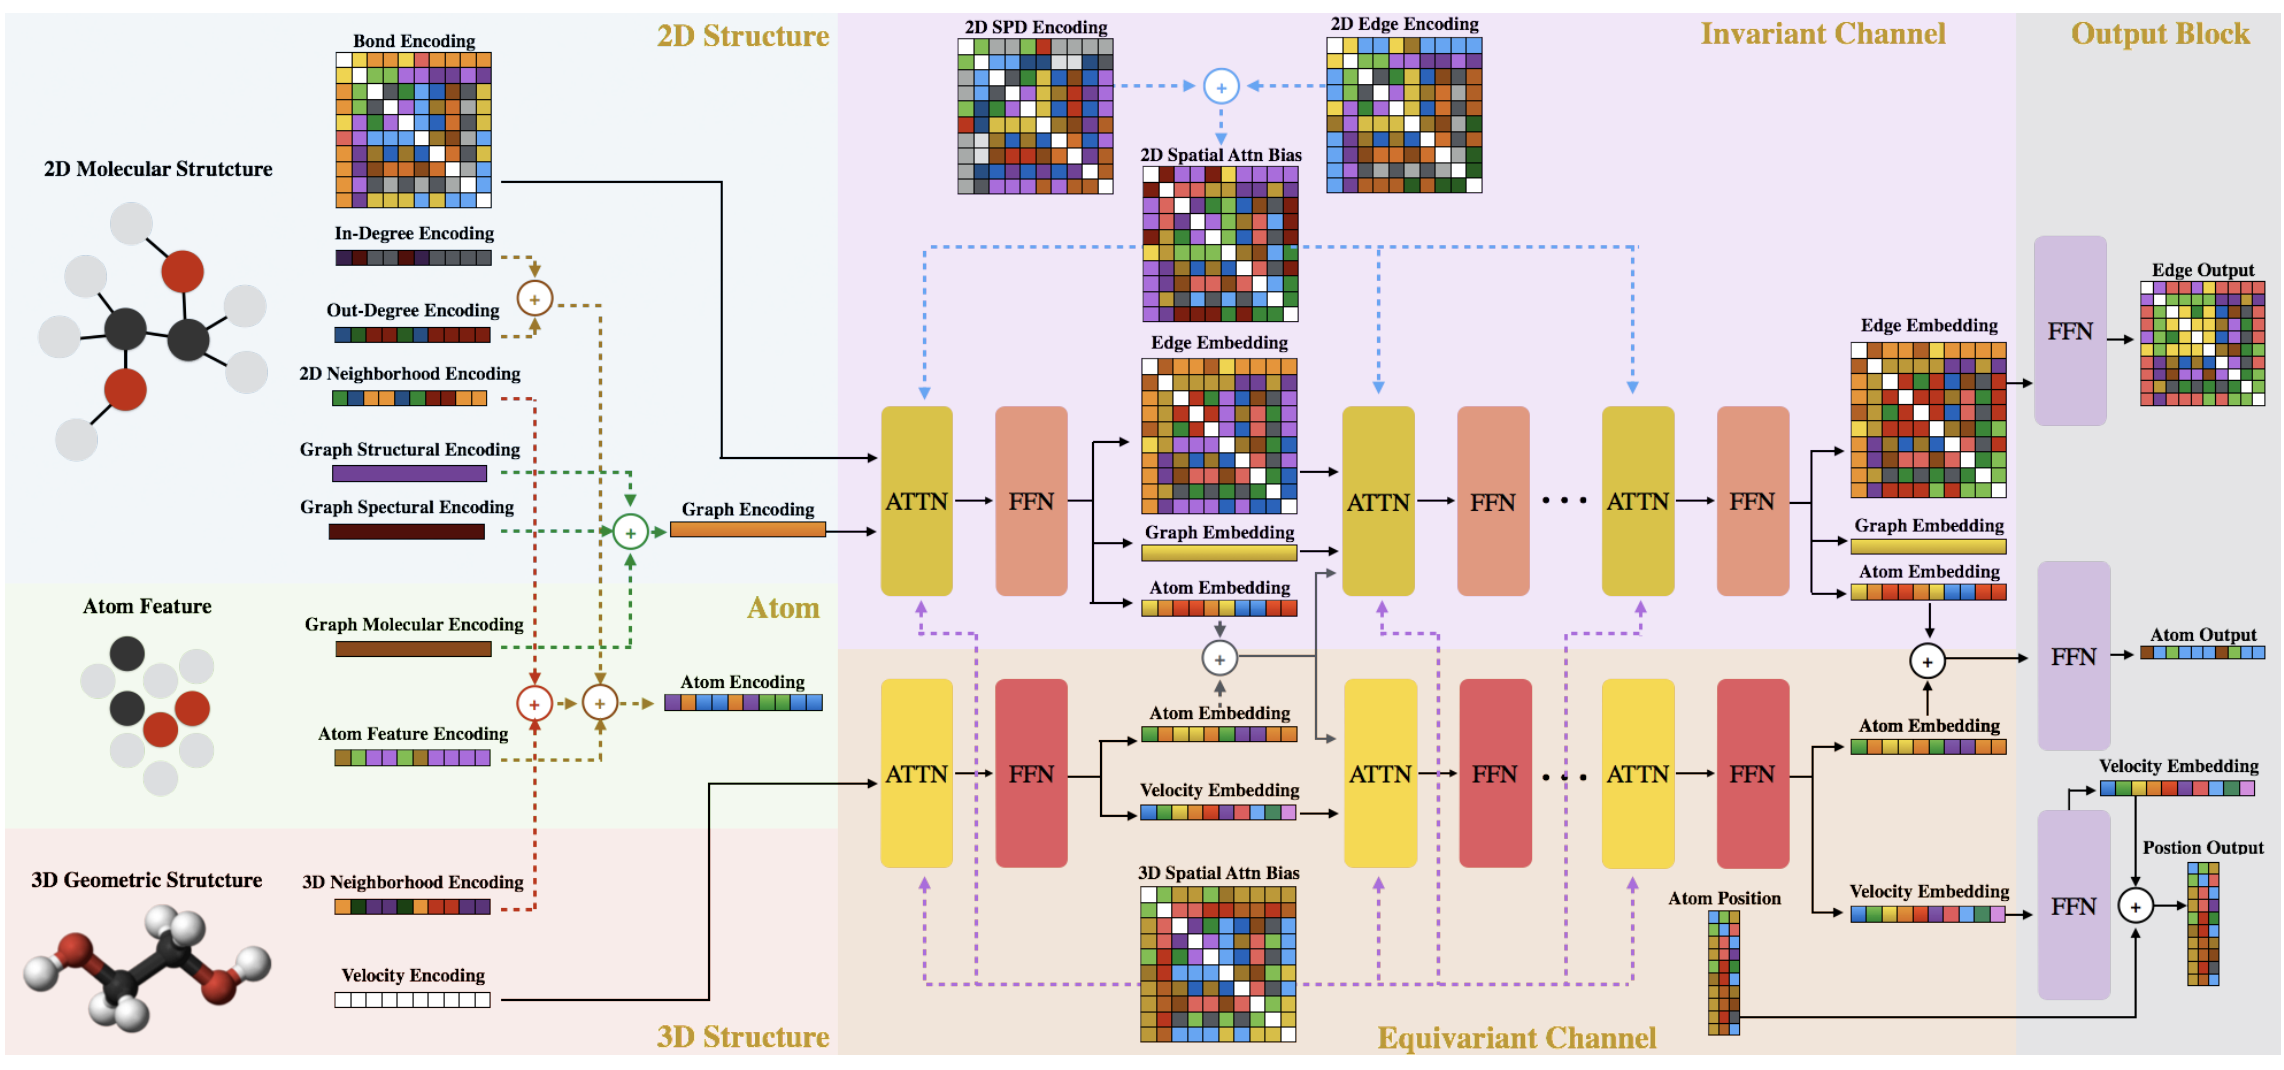 2D Structure
Bond Encoding
2D Molecular Strutcture
In-Degree Encoding
+
Out-Degree Encoding
2D Neighborhood Encoding
Graph Structural Encoding
Graph Spectural Encoding
+
Graph Encoding
Atom Feature
Atom
Graph Molecular Encoding
+
+
Atom Encoding
Atom Feature Encoding
3D Geometric Strutcture
3D Neighborhood Encoding
Velocity Encoding
3D Structure
2D SPD Encoding
2D Edge Encoding
Invariant Channel
+
2D Spatial Attn Bias
Edge Embedding
ATTN
FFN
Graph Embedding
Atom Embedding
ATTN
FFN
...
ATTN
FFN
Edge Embedding
Graph Embedding
Atom Embedding
+
+
Atom Embedding
ATTN
FFN
Velocity Embedding
ATTN
FFN
...
ATTN
FFN
Atom Embedding
3D Spatial Attn Bias
Atom Position
Velocity Embedding
Equivariant Channel
Output Block
FFN
Edge Output
FFN
Atom Output
Velocity Embedding
FFN
Postion Output
+